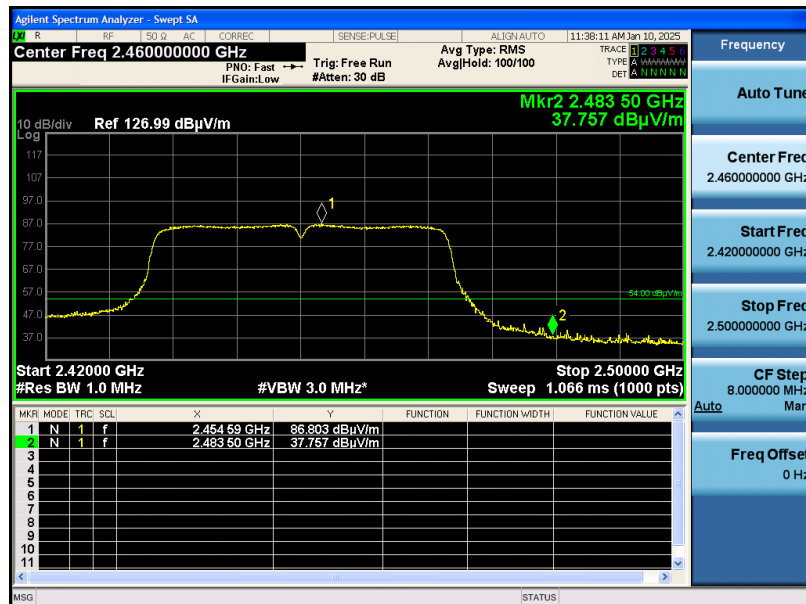 Agilent Spectrum Analyzer - Swept SA
LXI R RF 50 Ω AC CORREC SENSE:PULSE ALIGN AUTO 11:38:11 AM Jan 10, 2025
Center Freq 2.460000000 GHz
PNO: Fast
IFGain:Low
Trig: Free Run
#Atten: 30 dB
Avg Type: RMS
Avg|Hold: 100/100
TRACE 1 2 3 4 5 6
TYPE A WWWWW
DET A N N N N N
Mkr2 2.483 50 GHz
37.757 dBµV/m
10 dB/div Ref 126.99 dBµV/m
Log
117
107
97.0
87.0
77.0
67.0
57.0
47.0
37.0
1
54.00 dBµV/m
2
Start 2.42000 GHz Stop 2.50000 GHz
#Res BW 1.0 MHz #VBW 3.0 MHz* Sweep 1.066 ms (1000 pts)
MKR MODE TRC SCL X Y FUNCTION FUNCTION WIDTH FUNCTION VALUE
1 N 1 f 2.454 59 GHz 86.803 dBµV/m
2 N 1 f 2.483 50 GHz 37.757 dBµV/m
3
4
5
6
7
8
9
10
11
MSG STATUS
Frequency
Auto Tune
Center Freq
2.460000000 GHz
Start Freq
2.420000000 GHz
Stop Freq
2.500000000 GHz
CF Step
8.000000 MHz
Auto Man
Freq Offset
0 Hz